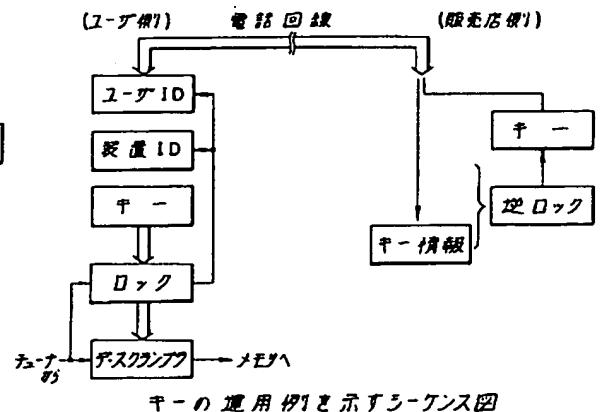 (ユーザ側) 電話回線 (販売店側)
ユーザID
キー
装置ID
キー
逆ロック
キー情報
ロック
チューナから
デ・スクランブラ
メモリへ
キーの運用例を示すシーケンス図